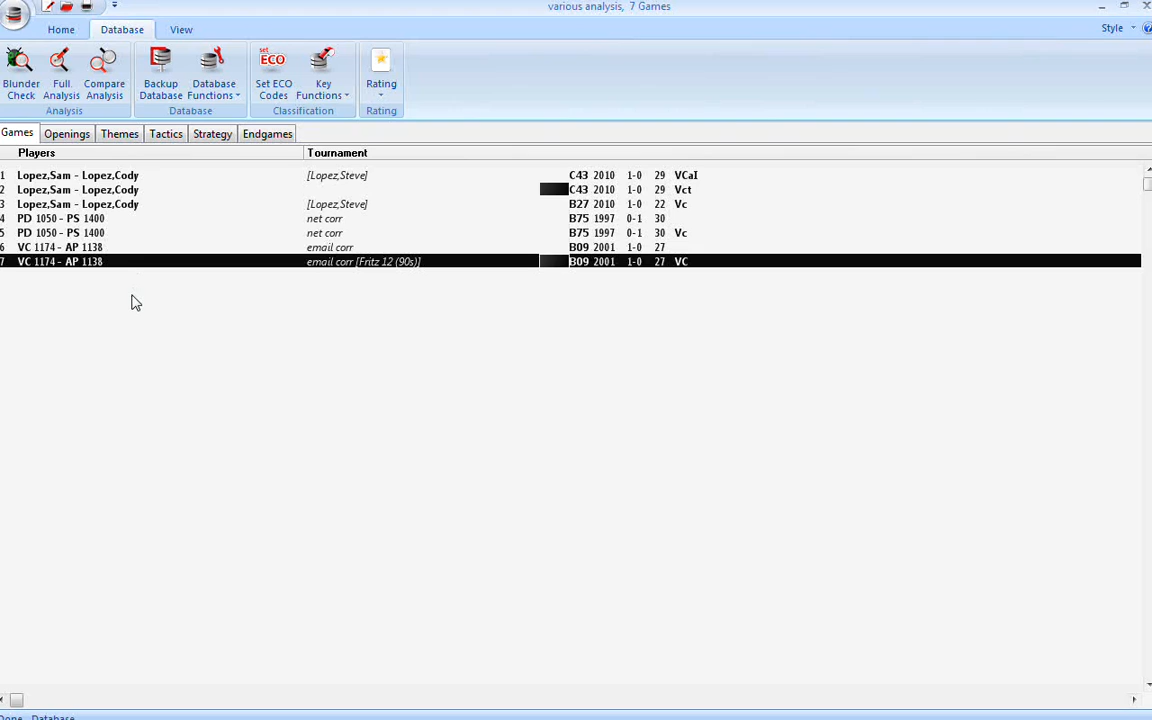 various analysis, 7 Games
Home Database View Style
Blunder Check Full Analysis Compare Analysis Backup Database Database Functions set ECO Set ECO Codes Key Functions Rating
Analysis Database Classification Rating
Games Openings Themes Tactics Strategy Endgames
Players Tournament
1 Lopez,Sam - Lopez,Cody [Lopez,Steve] C43 2010 1-0 29 VCaI
2 Lopez,Sam - Lopez,Cody C43 2010 1-0 29 Vct
3 Lopez,Sam - Lopez,Cody [Lopez,Steve] B27 2010 1-0 22 Vc
4 PD 1050 - PS 1400 net corr B75 1997 0-1 30
5 PD 1050 - PS 1400 net corr B75 1997 0-1 30 Vc
6 VC 1174 - AP 1138 email corr B09 2001 1-0 27
7 VC 1174 - AP 1138 email corr [Fritz 12 (90s)] B09 2001 1-0 27 VC
Done Database